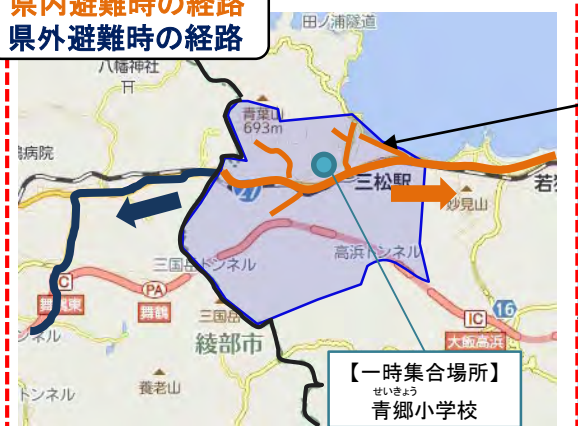 県内避難時の経路
県外避難時の経路
田ノ浦隧道
八幡神社
青葉山
693m
病院
27
三松駅
若狭
妙見山
三国岳トンネル
高浜トンネル
C
舞鶴東
PA
舞鶴
三国岳
IC
16
大飯高浜
綾部市
養老山
トンネル
【一時集合場所】
せいきょう
青郷小学校